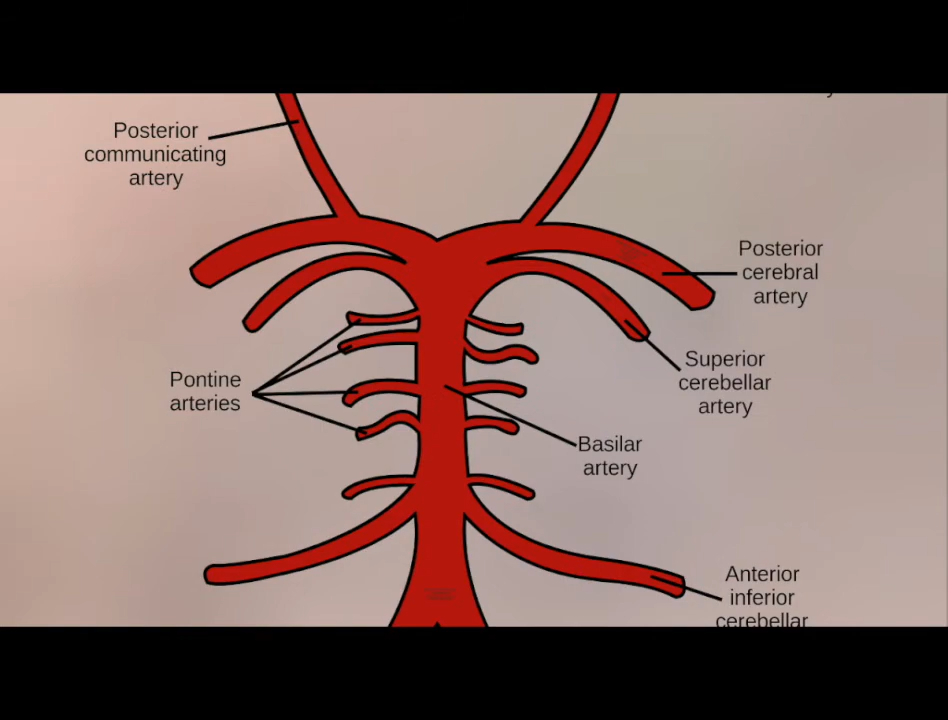 Posterior
communicating
artery
Posterior
cerebral
artery
Superior
cerebellar
artery
Pontine
arteries
Basilar
artery
Anterior
inferior
cerebellar